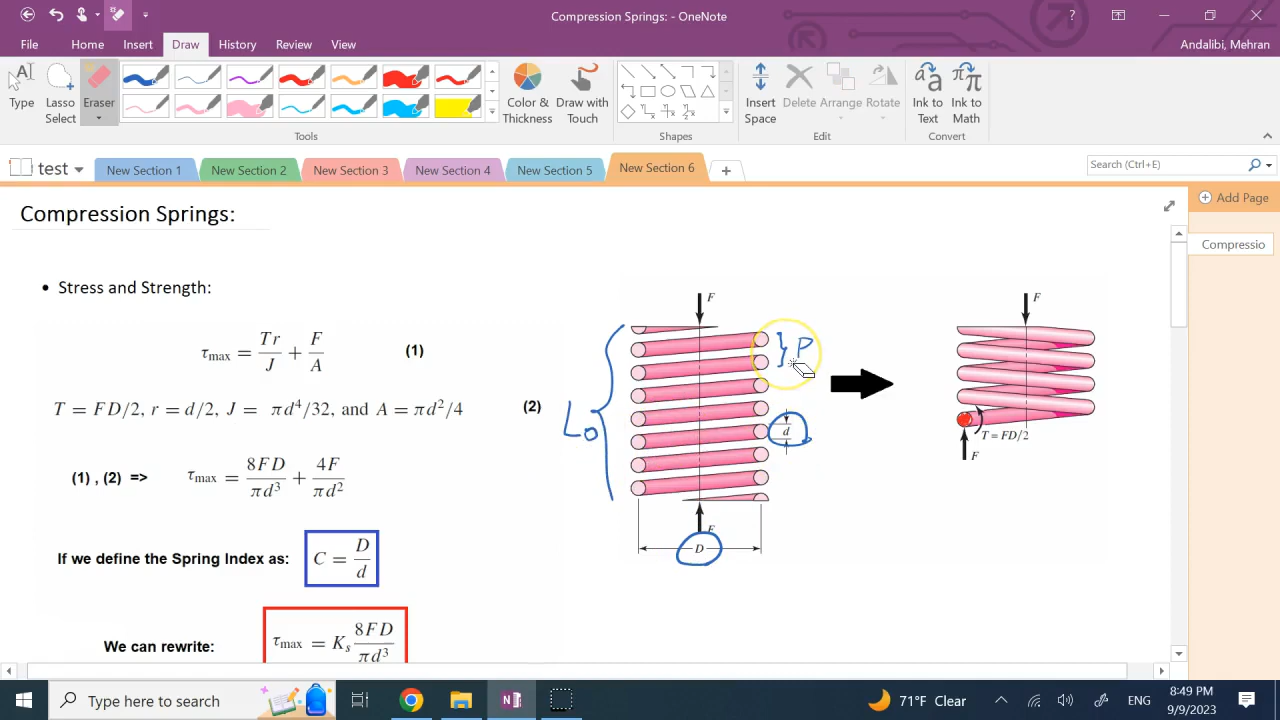 Compression Springs: - OneNote
?
Andalibi, Mehran
File Home Insert Draw History Review View
Type Lasso Select Eraser Color & Thickness Draw with Touch Insert Space Delete Arrange Rotate Ink to Text Ink to Math
Tools Shapes Edit Convert
test New Section 1 New Section 2 New Section 3 New Section 4 New Section 5 New Section 6 Search (Ctrl+E)
Add Page
Compressio
Compression Springs:
• Stress and Strength:
τmax = Tr/J + F/A (1)
T = FD/2, r = d/2, J = πd⁴/32, and A = πd²/4 (2)
(1) , (2) => τmax = 8FD/πd³ + 4F/πd²
If we define the Spring Index as: C = D/d
We can rewrite: τmax = Ks 8FD/πd³
F
P
L0
d
F
D
F
T = FD/2
F
Type here to search
71°F Clear
ENG
8:49 PM
9/9/2023